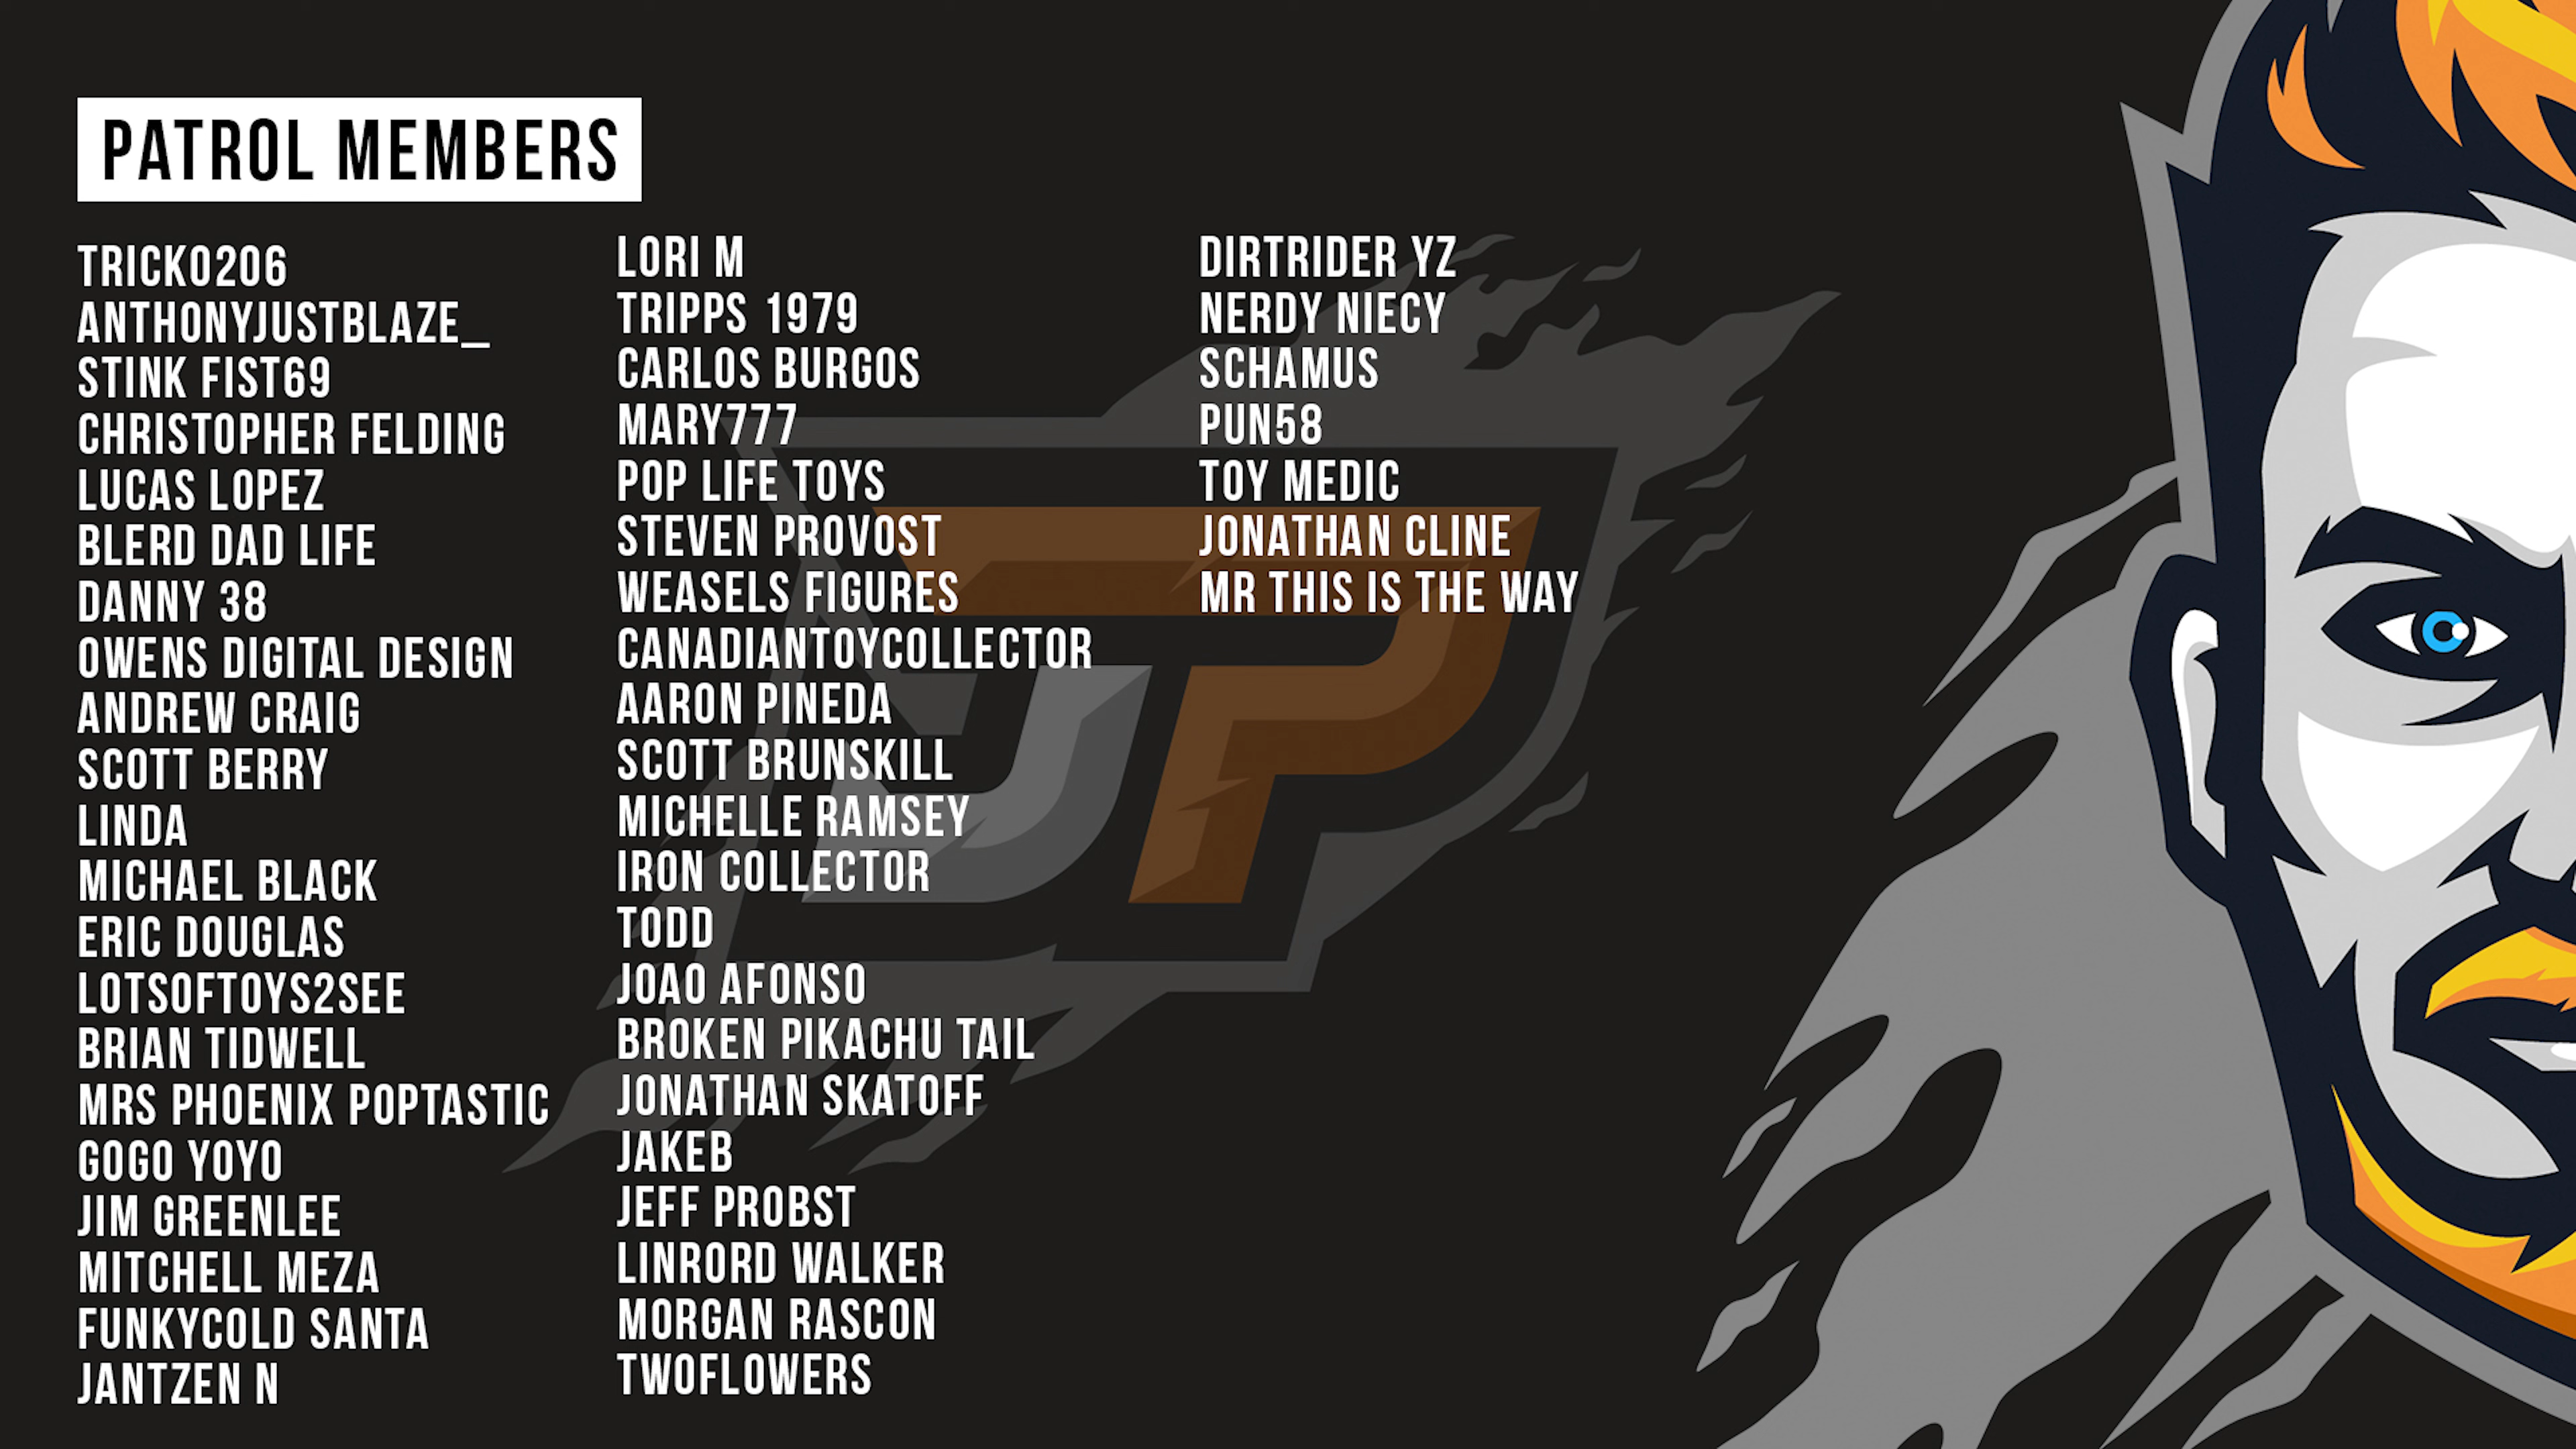 PATROL MEMBERS
TRICKO206
ANTHONYJUSTBLAZE_
STINK FIST69
CHRISTOPHER FELDING
LUCAS LOPEZ
BLERD DAD LIFE
DANNY 38
OWENS DIGITAL DESIGN
ANDREW CRAIG
SCOTT BERRY
LINDA
MICHAEL BLACK
ERIC DOUGLAS
LOTSOFTOYS2SEE
BRIAN TIDWELL
MRS PHOENIX POPTASTIC
GOGO YOYO
JIM GREENLEE
MITCHELL MEZA
FUNKYCOLD SANTA
JANTZEN N
LORI M
TRIPPS 1979
CARLOS BURGOS
MARY777
POP LIFE TOYS
STEVEN PROVOST
WEASELS FIGURES
CANADIANTOYCOLLECTOR
AARON PINEDA
SCOTT BRUNSKILL
MICHELLE RAMSEY
IRON COLLECTOR
TODD
JOAO AFONSO
BROKEN PIKACHU TAIL
JONATHAN SKATOFF
JAKEB
JEFF PROBST
LINRORD WALKER
MORGAN RASCON
TWOFLOWERS
DIRTRIDER YZ
NERDY NIECY
SCHAMUS
PUN58
TOY MEDIC
JONATHAN CLINE
MR THIS IS THE WAY
JP